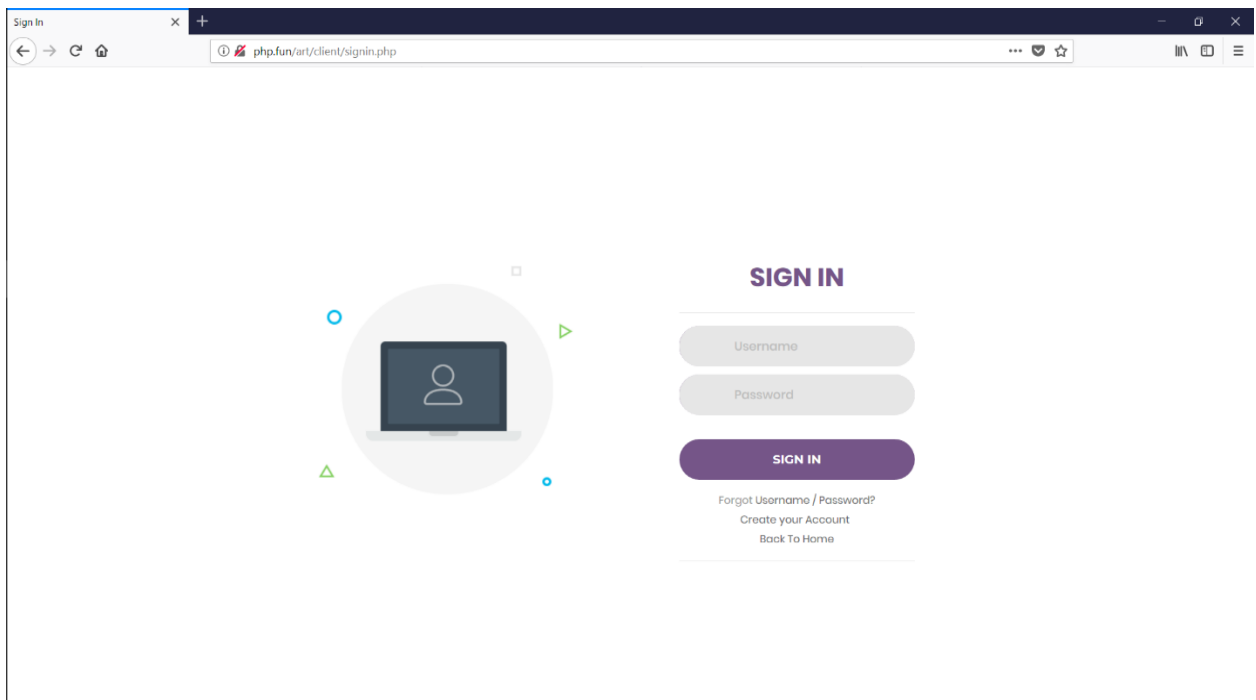 Sign In
php.fun/art/client/signin.php
SIGN IN
Username
Password
SIGN IN
Forgot Username / Password?
Create your Account
Back To Home